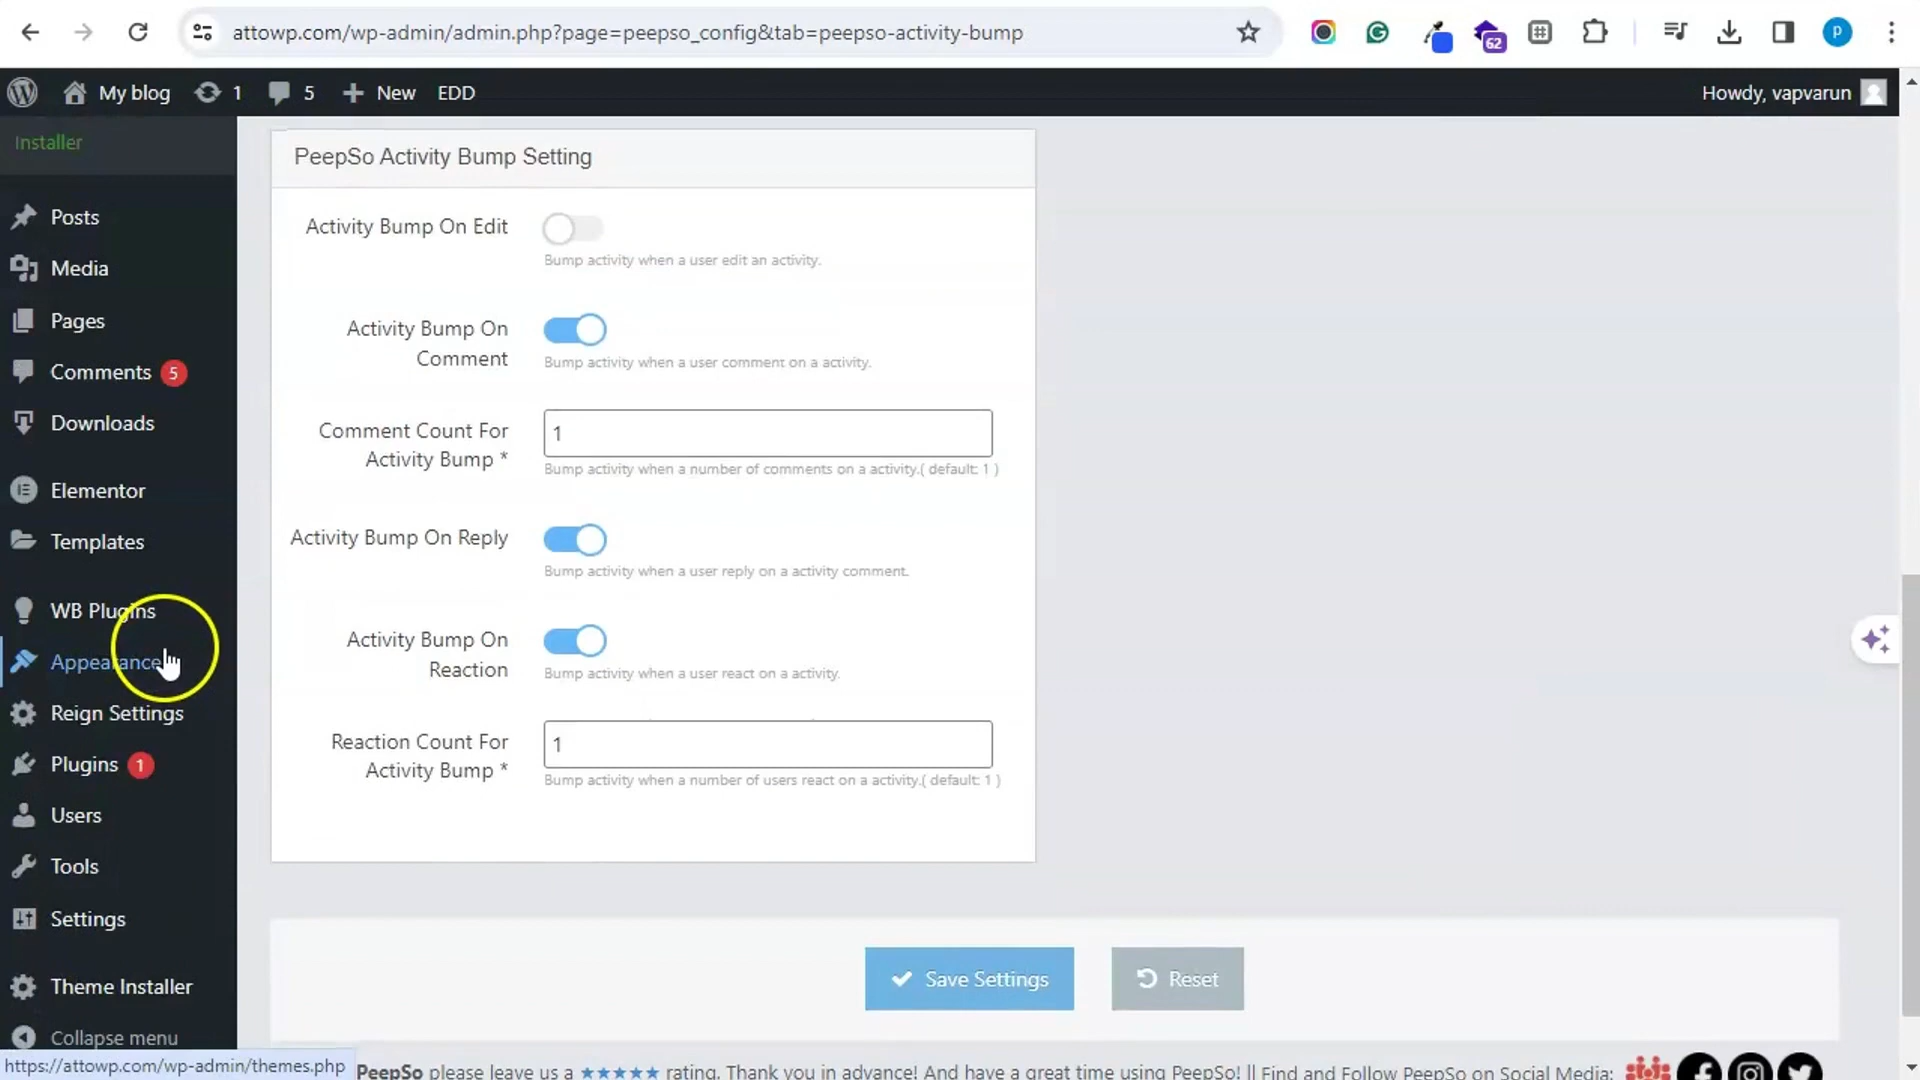 attowp.com/wp-admin/admin.php?page=peepso_config&tab=peepso-activity-bump
62
P
My blog
1
5
New
EDD
Howdy, vapvarun
Installer
Posts
Media
Pages
Comments 5
Downloads
Elementor
Templates
WB Plugins
Appearance
Reign Settings
Plugins 1
Users
Tools
Settings
Theme Installer
Collapse menu
https://attowp.com/wp-admin/themes.php
PeepSo Activity Bump Setting
Activity Bump On Edit
Bump activity when a user edit an activity.
Activity Bump On
Comment
Bump activity when a user comment on a activity.
Comment Count For
Activity Bump *
1
Bump activity when a number of comments on a activity.( default: 1 )
Activity Bump On Reply
Bump activity when a user reply on a activity comment.
Activity Bump On
Reaction
Bump activity when a user react on a activity.
Reaction Count For
Activity Bump *
1
Bump activity when a number of users react on a activity.( default: 1 )
Save Settings
Reset
PeepSo please leave us a ★★★★★ rating. Thank you in advance! And have a great time using PeepSo! || Find and Follow PeepSo on Social Media: